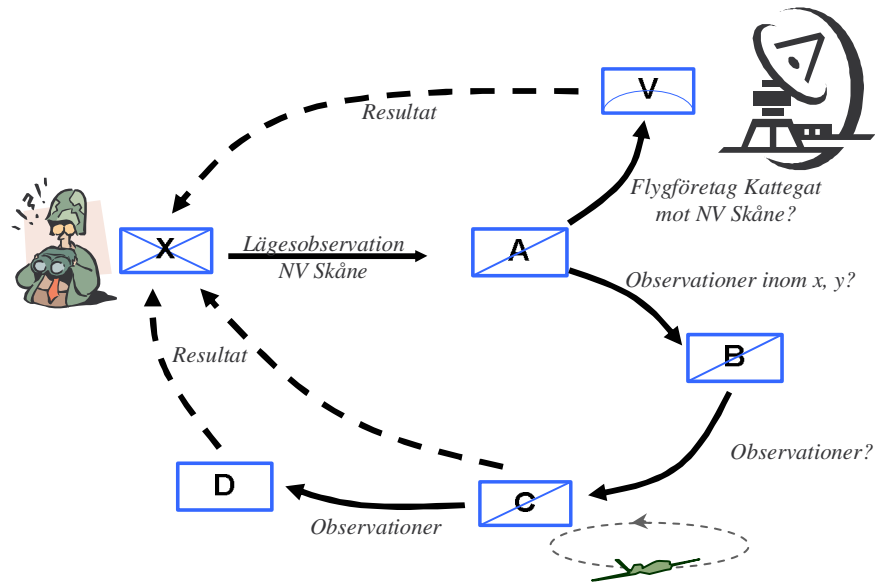 V
Resultat
Flygföretag Kattegat
mot NV Skåne?
! ? !
X
Lägesobservation
NV Skåne
A
Observationer inom x, y?
Resultat
B
Observationer?
D
C
Observationer